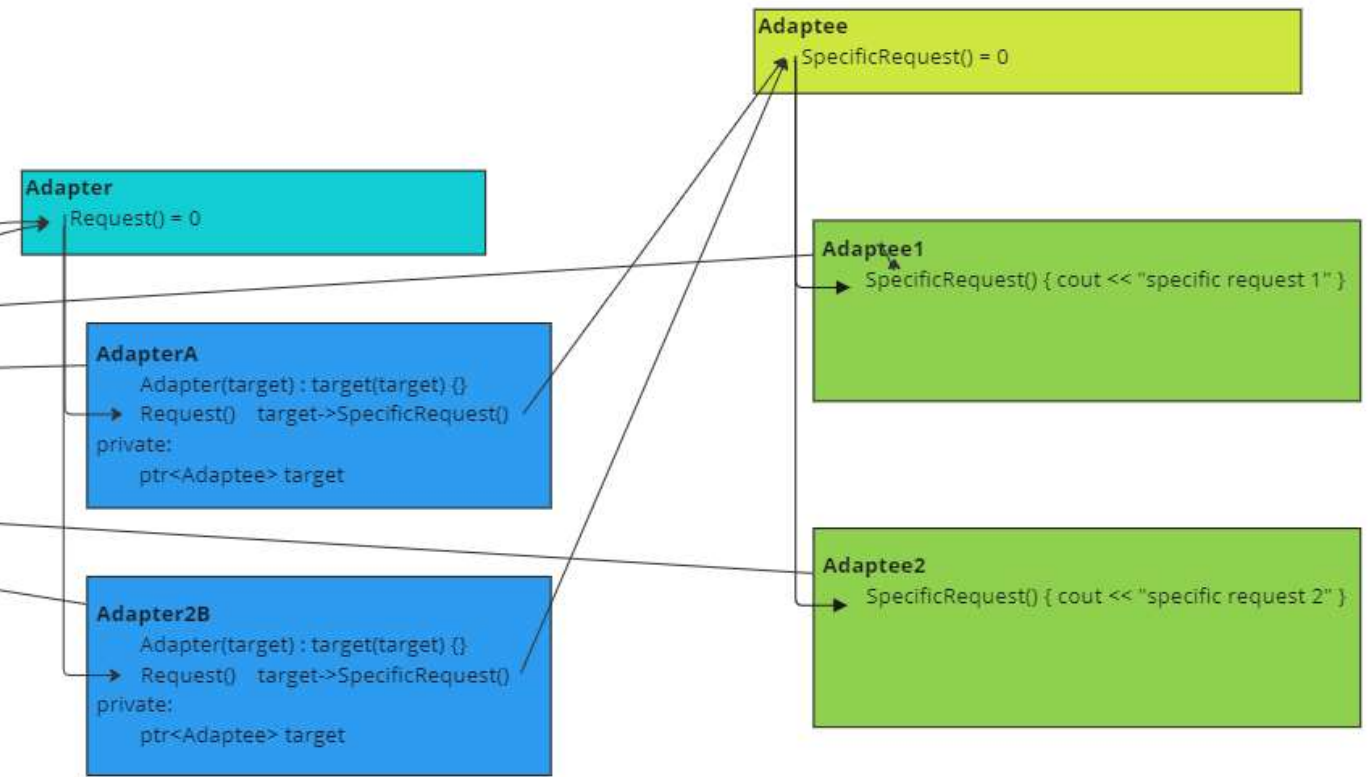 Adaptee
SpecificRequest() = 0
Adapter
Request() = 0
Adaptee1
SpecificRequest() { cout << "specific request 1" }
AdapterA
Adapter(target) : target(target) {}
Request() target->SpecificRequest()
private:
ptr<Adaptee> target
Adaptee2
SpecificRequest() { cout << "specific request 2" }
Adapter2B
Adapter(target) : target(target) {}
Request() target->SpecificRequest()
private:
ptr<Adaptee> target